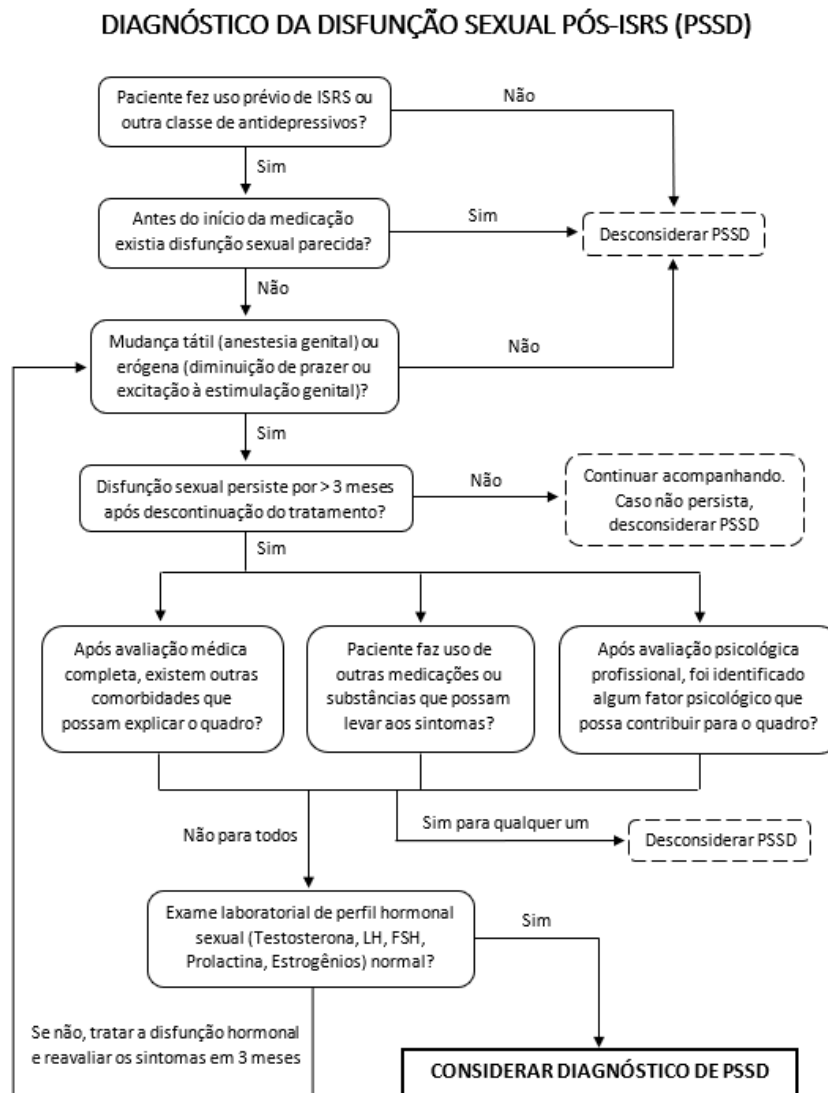 DIAGNÓSTICO DA DISFUNÇÃO SEXUAL PÓS-ISRS (PSSD)
Paciente fez uso prévio de ISRS ou
outra classe de antidepressivos?
Não
Sim
Antes do início da medicação
existia disfunção sexual parecida?
Sim
Desconsiderar PSSD
Não
Mudança tátil (anestesia genital) ou
erógena (diminuição de prazer ou
excitação à estimulação genital)?
Não
Sim
Disfunção sexual persiste por > 3 meses
após descontinuação do tratamento?
Não
Continuar acompanhando.
Caso não persista,
desconsiderar PSSD
Sim
Após avaliação médica
completa, existem outras
comorbidades que
possam explicar o quadro?
Paciente faz uso de
outras medicações ou
substâncias que possam
levar aos sintomas?
Após avaliação psicológica
profissional, foi identificado
algum fator psicológico que
possa contribuir para o quadro?
Não para todos
Sim para qualquer um
Desconsiderar PSSD
Exame laboratorial de perfil hormonal
sexual (Testosterona, LH, FSH,
Prolactina, Estrogênios) normal?
Sim
Se não, tratar a disfunção hormonal
e reavaliar os sintomas em 3 meses
CONSIDERAR DIAGNÓSTICO DE PSSD